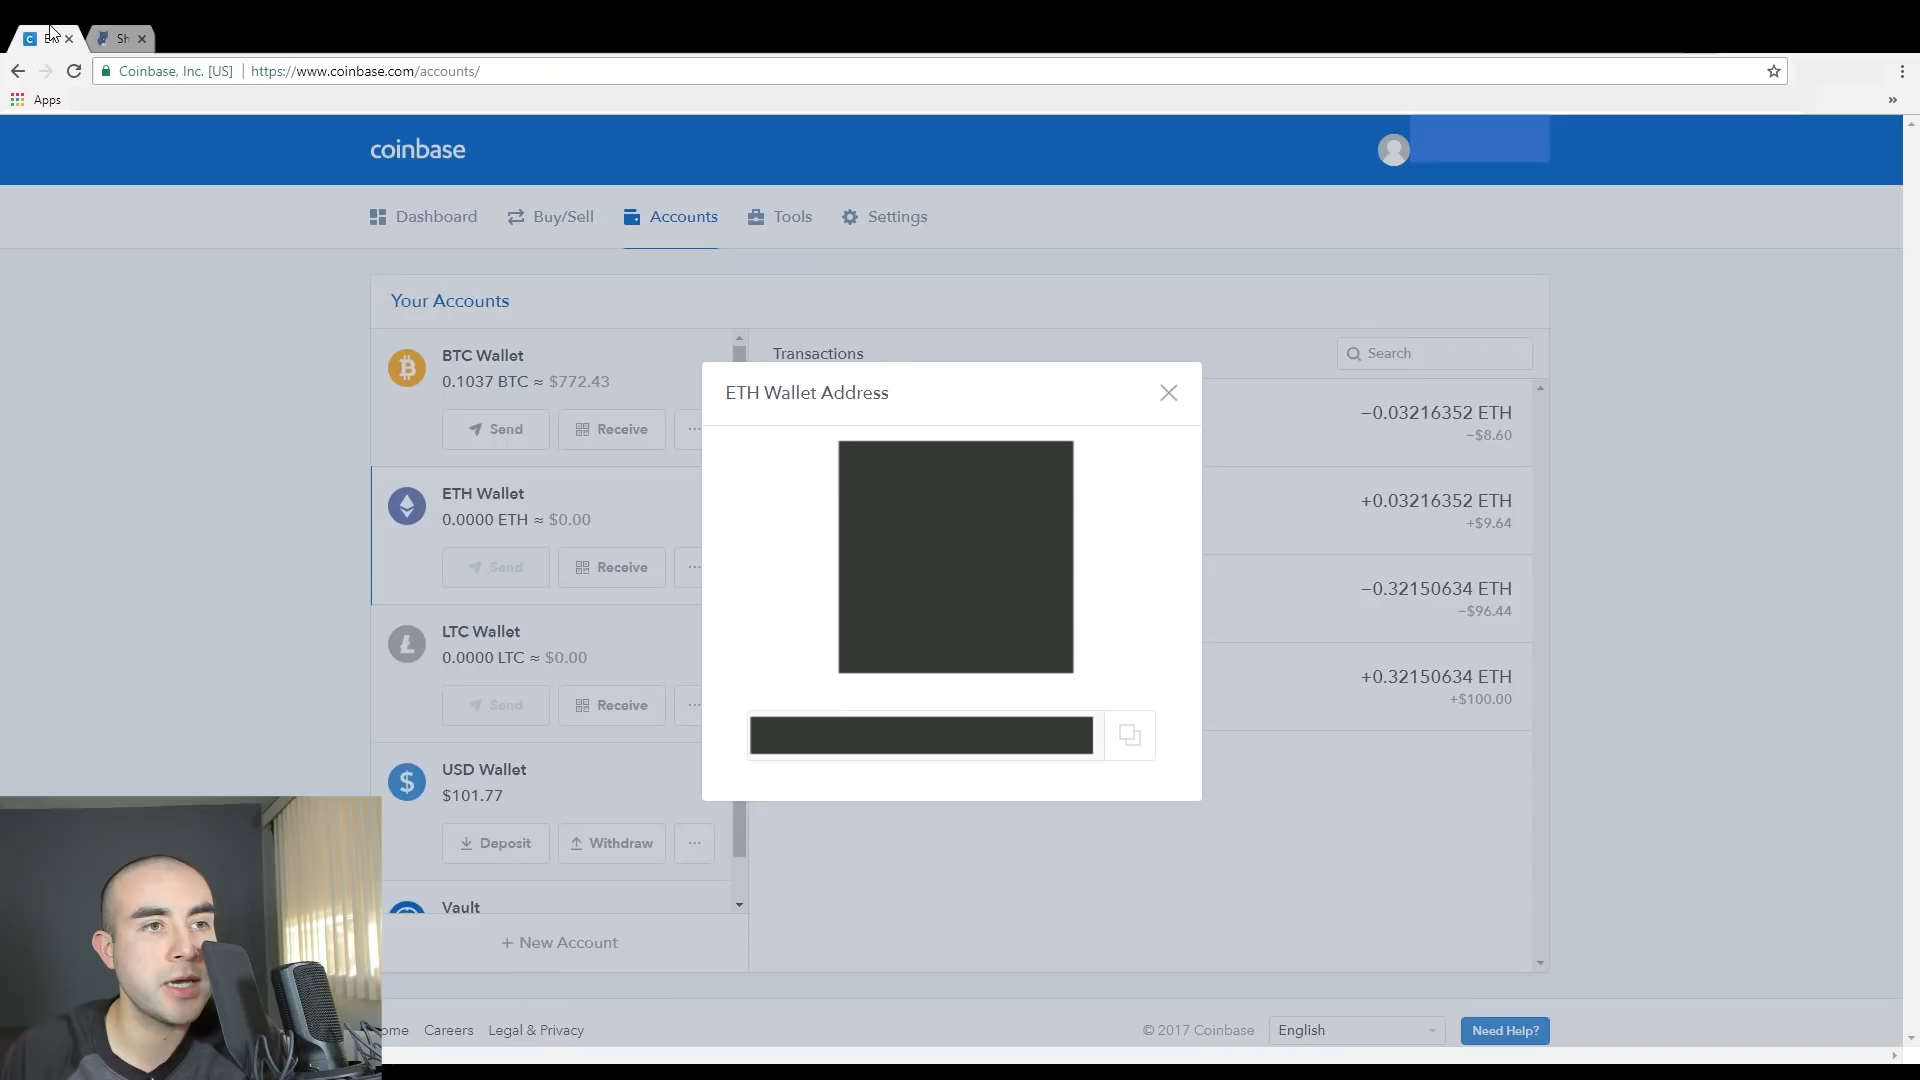 Sh
Coinbase, Inc. [US] https://www.coinbase.com/accounts/
Apps
»
coinbase
Dashboard Buy/Sell Accounts Tools Settings
Your Accounts
BTC Wallet
0.1037 BTC ≈ $772.43
Send Receive ...
ETH Wallet
0.0000 ETH ≈ $0.00
Send Receive ...
LTC Wallet
0.0000 LTC ≈ $0.00
Send Receive ...
USD Wallet
$101.77
Deposit Withdraw ...
Vault
+ New Account
Transactions
Search
−0.03216352 ETH
−$8.60
+0.03216352 ETH
+$9.64
−0.32150634 ETH
−$96.44
+0.32150634 ETH
+$100.00
ETH Wallet Address
ome Careers Legal & Privacy
© 2017 Coinbase English Need Help?